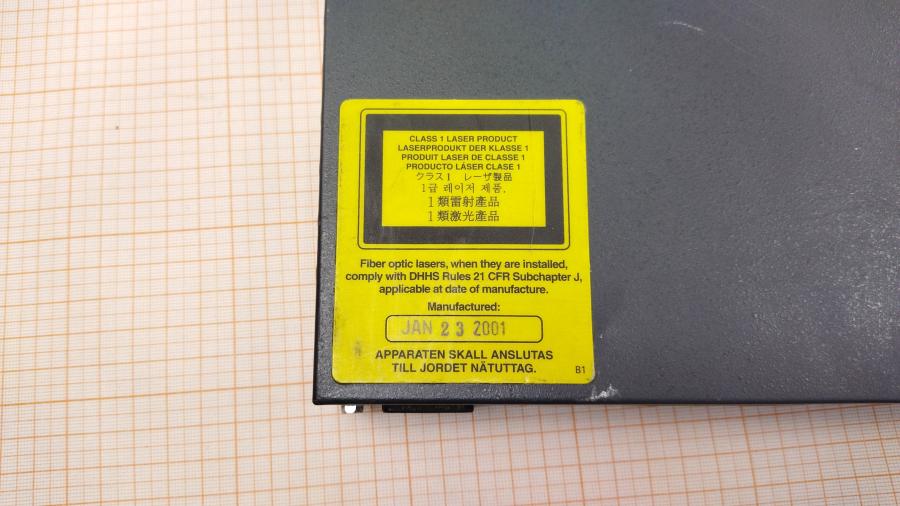 CLASS 1 LASER PRODUCT
LASERPRODUKT DER KLASSE 1
PRODUIT LASER DE CLASSE 1
PRODUCTO LÁSER CLASE 1
クラス1 レーザ製品
1급 레이저 제품.
1類雷射產品
1類激光產品
Fiber optic lasers, when they are installed,
comply with DHHS Rules 21 CFR Subchapter J,
applicable at date of manufacture.
Manufactured:
JAN 23 2001
APPARATEN SKALL ANSLUTAS
TILL JORDET NÄTUTTAG.
B1